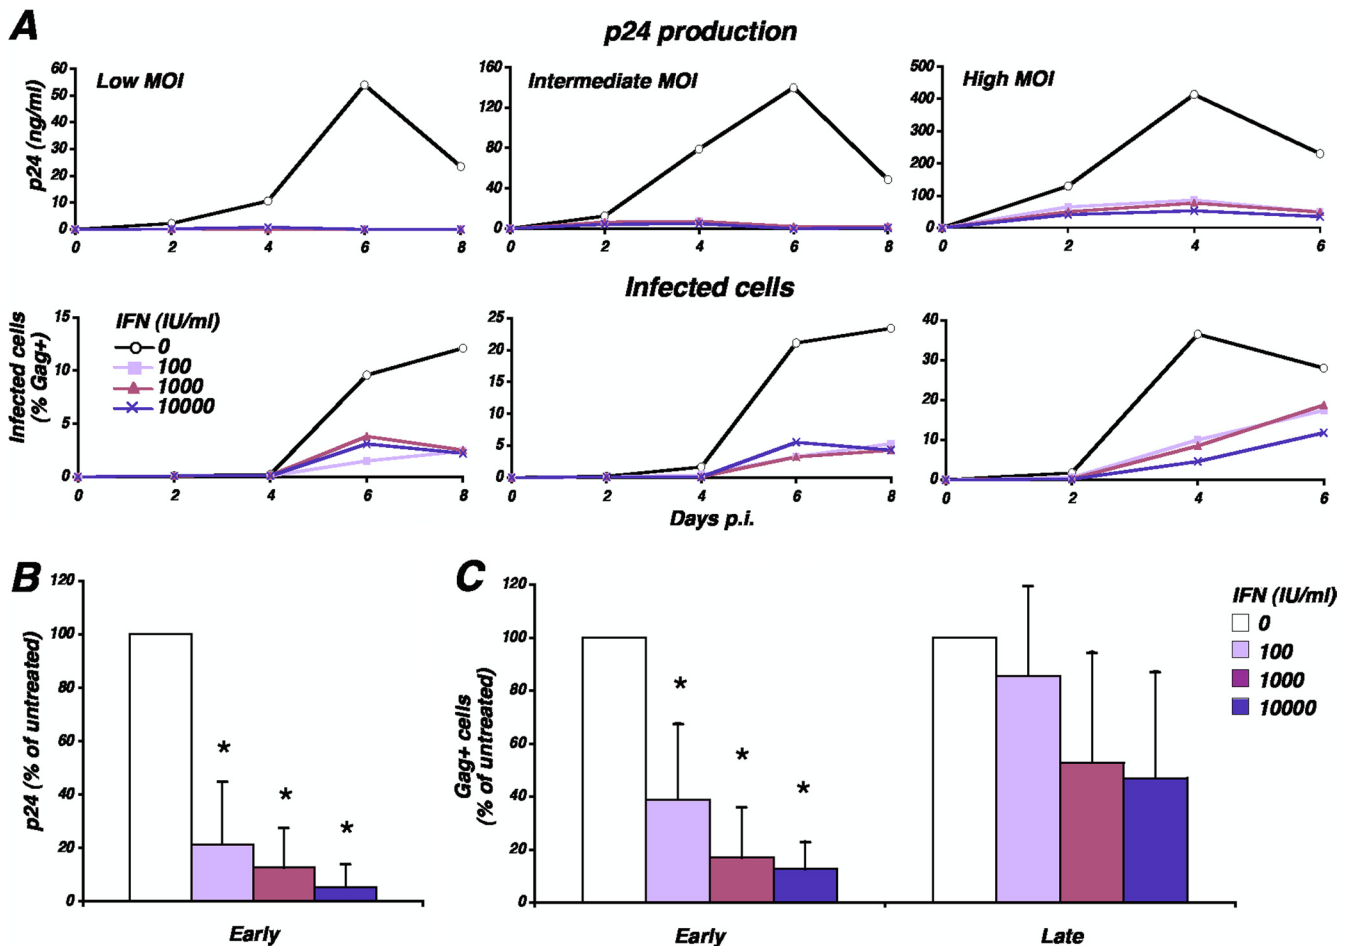 A
p24 production
p24 (ng/ml)
60
50
40
30
20
10
0
Low MOI
0 2 4 6 8
160
120
80
40
0
Intermediate MOI
0 2 4 6 8
500
400
300
200
100
0
High MOI
0 2 4 6
Infected cells
Infected cells
(% Gag+)
15
10
5
0
IFN (IU/ml)
0
100
1000
10000
0 2 4 6 8
25
20
15
10
5
0
0 2 4 6 8
40
30
20
10
0
0 2 4 6
Days p.i.
B
p24 (% of untreated)
120
100
80
60
40
20
0
* * *
Early
C
Gag+ cells
(% of untreated)
120
100
80
60
40
20
0
* * *
Early Late
IFN (IU/ml)
0
100
1000
10000